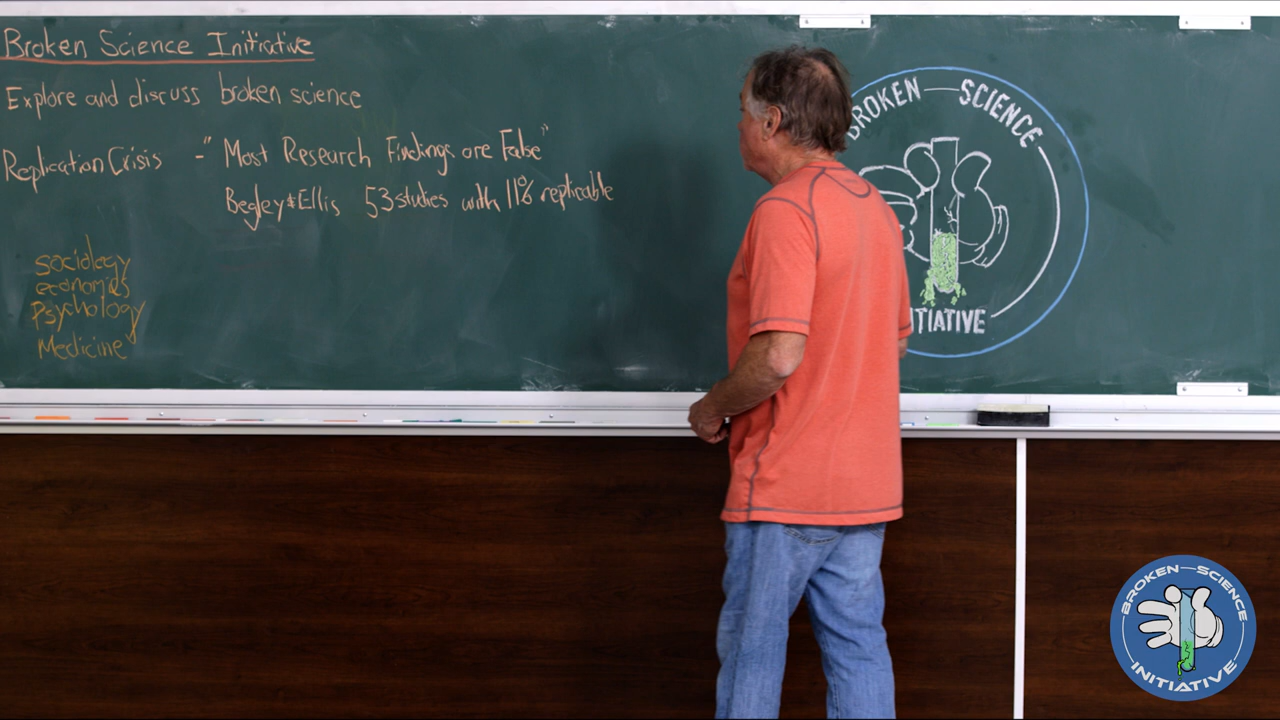 Broken Science Initiative
Explore and discuss broken science
Replication Crisis - "Most Research Findings are False"
Begley & Ellis 53 studies with 11% replicable
sociology
economics
Psychology
Medicine
BROKEN — SCIENCE
ITIATIVE
BROKEN—SCIENCE
INITIATIVE